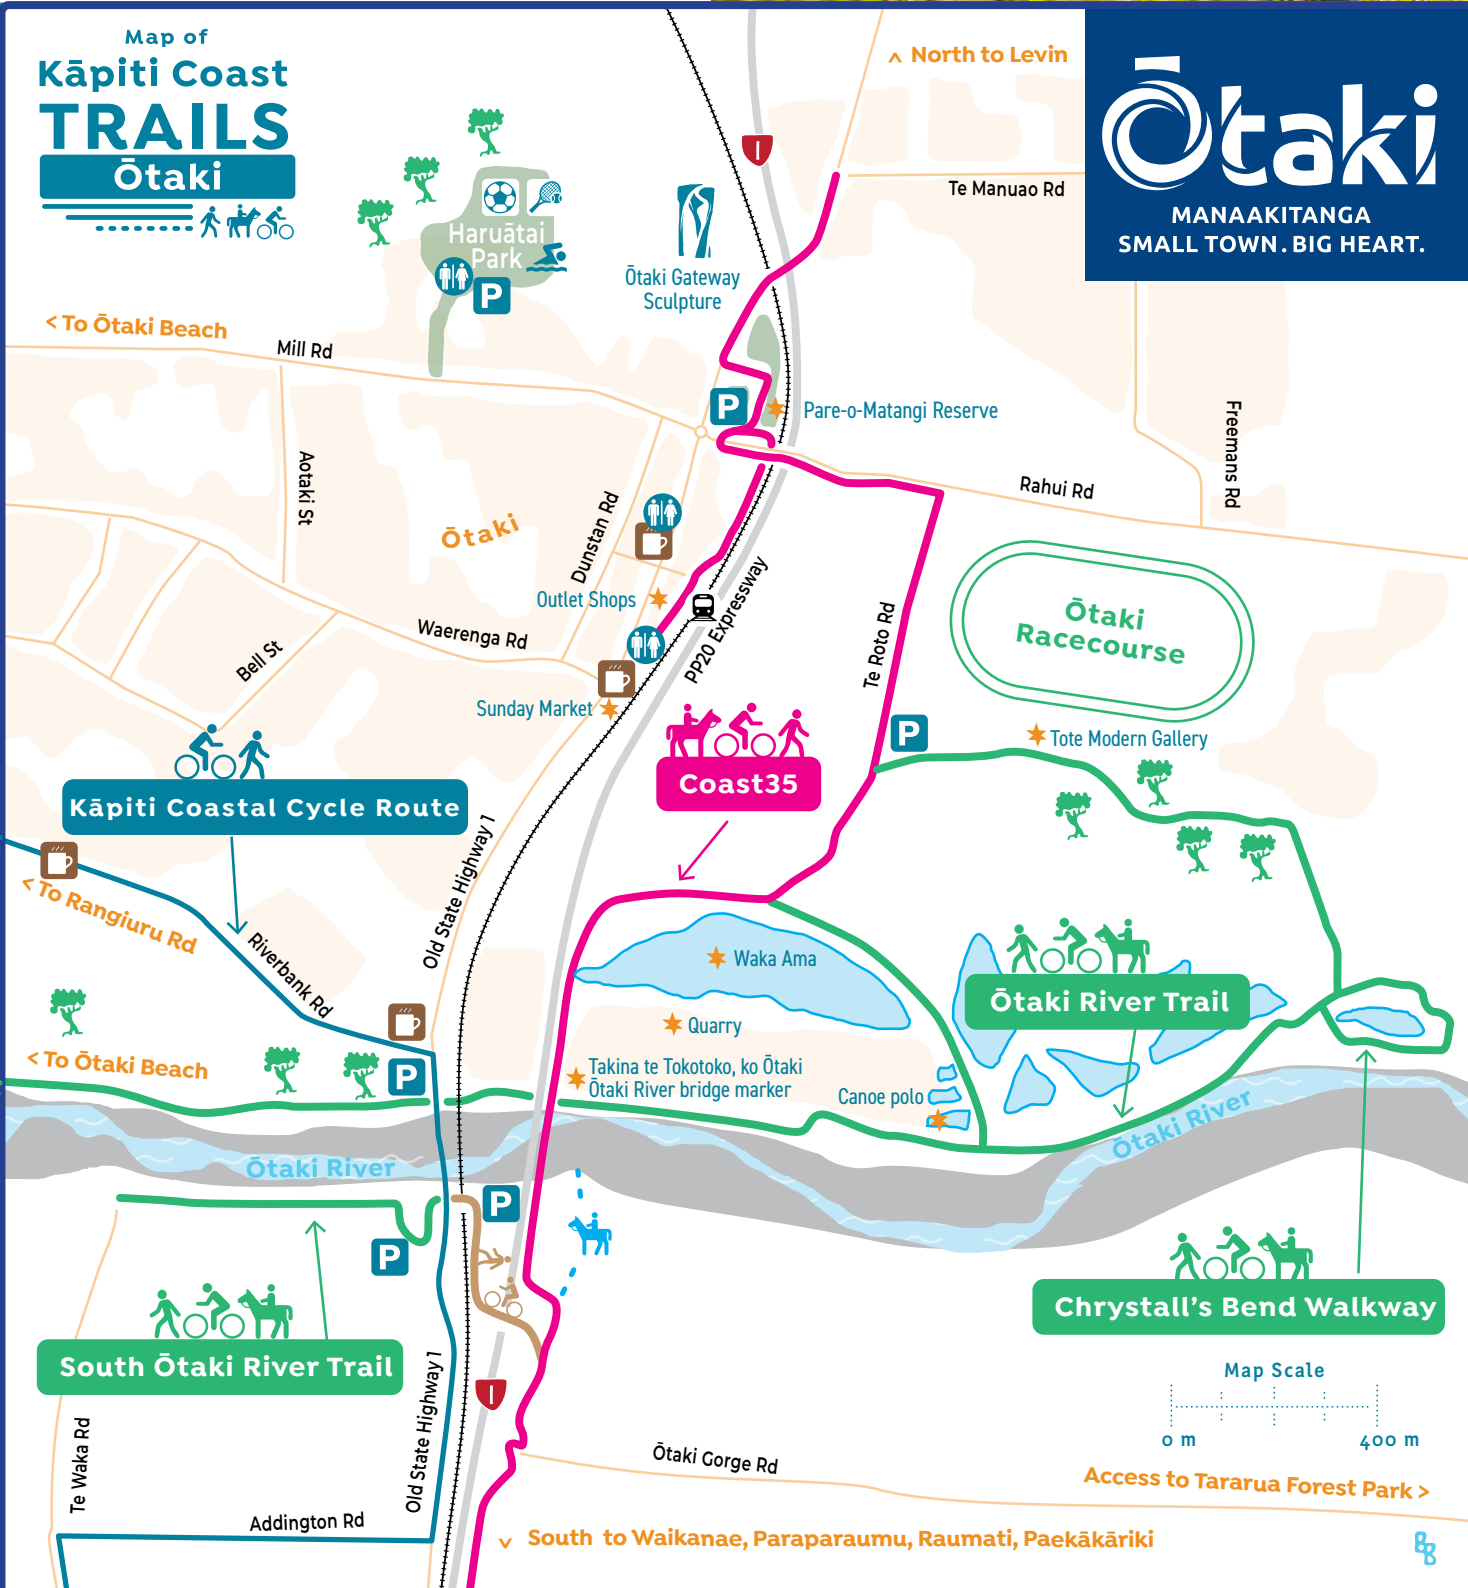 Map of
Kāpiti Coast
TRAILS
Ōtaki
^ North to Levin
Ōtaki
MANAAKITANGA
SMALL TOWN. BIG HEART.
Te Manuao Rd
I
Haruātai
Park
P
Ōtaki Gateway
Sculpture
< To Ōtaki Beach
Mill Rd
P
Pare-o-Matangi Reserve
Freemans Rd
Aotaki St
Rahui Rd
Ōtaki
Dunstan Rd
Outlet Shops
PP20 Expressway
Ōtaki
Racecourse
Te Roto Rd
Waerenga Rd
Bell St
Sunday Market
P
Tote Modern Gallery
Coast35
Kāpiti Coastal Cycle Route
Old State Highway 1
< To Rangiuru Rd
Riverbank Rd
Waka Ama
Ōtaki River Trail
Quarry
< To Ōtaki Beach
P
Takina te Tokotoko, ko Ōtaki
Ōtaki River bridge marker
Canoe polo
Ōtaki River
Ōtaki River
P
P
South Ōtaki River Trail
Chrystall's Bend Walkway
I
Map Scale
0 m
400 m
Te Waka Rd
Old State Highway 1
Ōtaki Gorge Rd
Access to Tararua Forest Park >
Addington Rd
v South to Waikanae, Paraparaumu, Raumati, Paekākāriki
BB